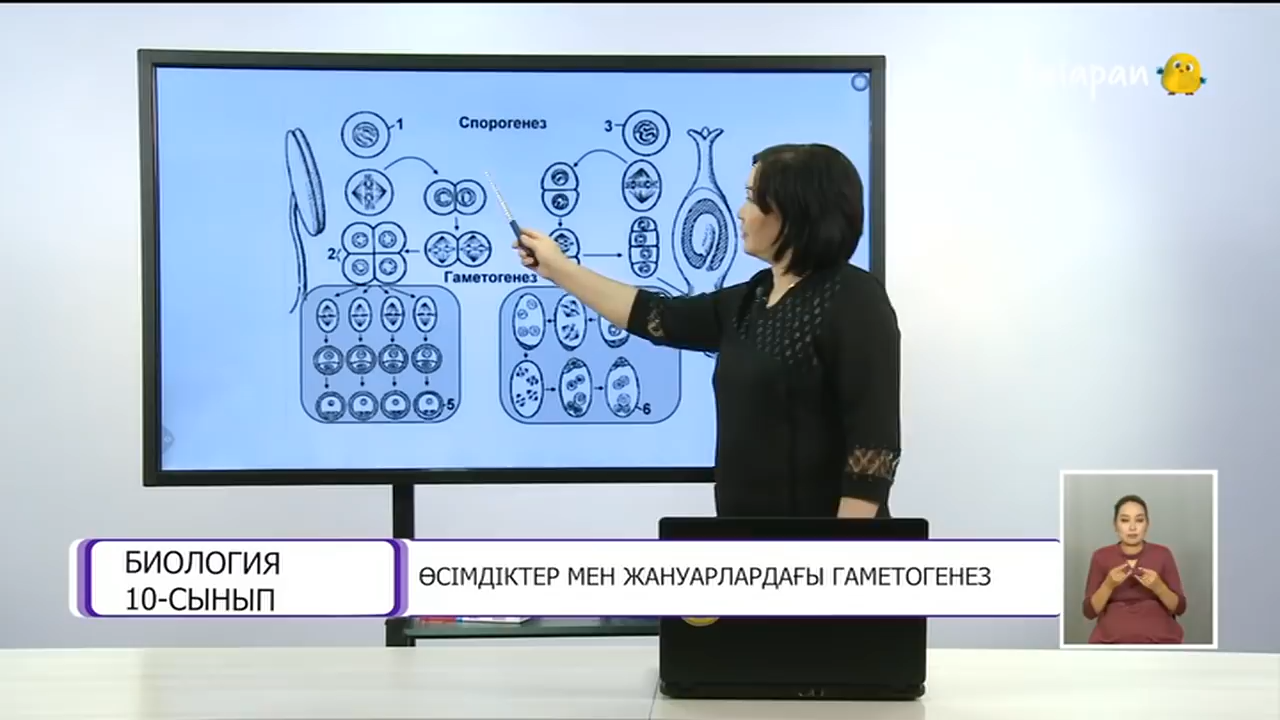 1
Спорогенез
3
2
Гаметогенез
5
6
БИОЛОГИЯ
10-СЫНЫП
ӨСІМДІКТЕР МЕН ЖАНУАРЛАРДАҒЫ ГАМЕТОГЕНЕЗ